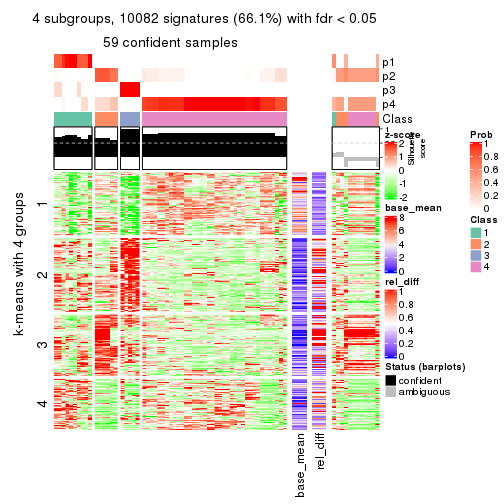 4 subgroups, 10082 signatures (66.1%) with fdr < 0.05
59 confident samples
p1
p2
p3
p4
Class
1
Silhouette
score
k-means with 4 groups
1
2
3
4
base_mean
rel_diff
z-score
2
1
0
-1
-2
base_mean
8
6
4
2
0
rel_diff
1
0.8
0.6
0.4
0.2
0
Status (barplots)
confident
ambiguous
Prob
1
0.8
0.6
0.4
0.2
0
Class
1
2
3
4